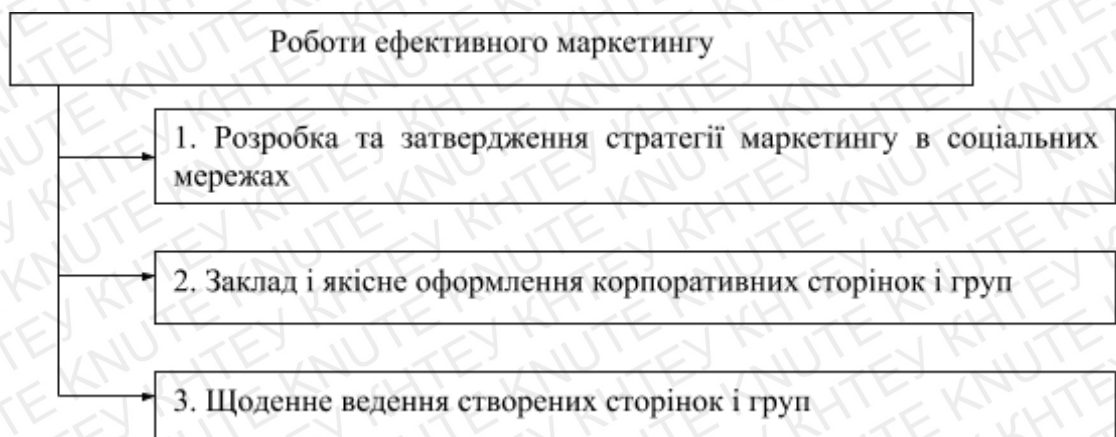 Роботи ефективного маркетингу
1. Розробка та затвердження стратегії маркетингу в соціальних
мережах
2. Заклад і якісне оформлення корпоративних сторінок і груп
3. Щоденне ведення створених сторінок і груп